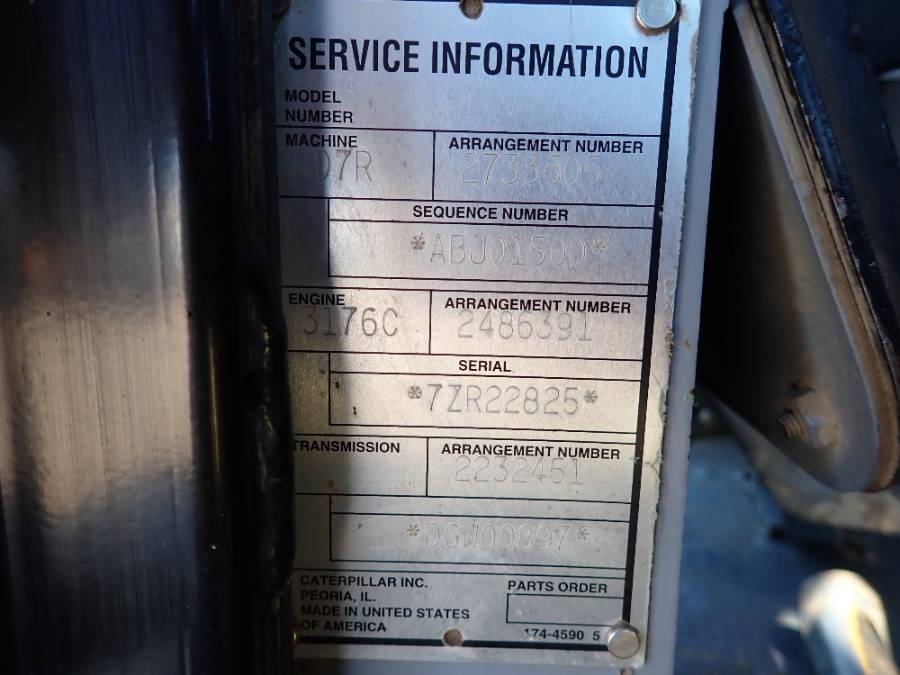 SERVICE INFORMATION
MODEL
NUMBER
MACHINE ARRANGEMENT NUMBER
D7R 2733505
SEQUENCE NUMBER
*ABJ01500*
ENGINE ARRANGEMENT NUMBER
3176C 2486391
SERIAL
*7ZR22825*
TRANSMISSION ARRANGEMENT NUMBER
2232451
*DGW00897*
CATERPILLAR INC. PARTS ORDER
PEORIA, IL.
MADE IN UNITED STATES
OF AMERICA 174-4590 5